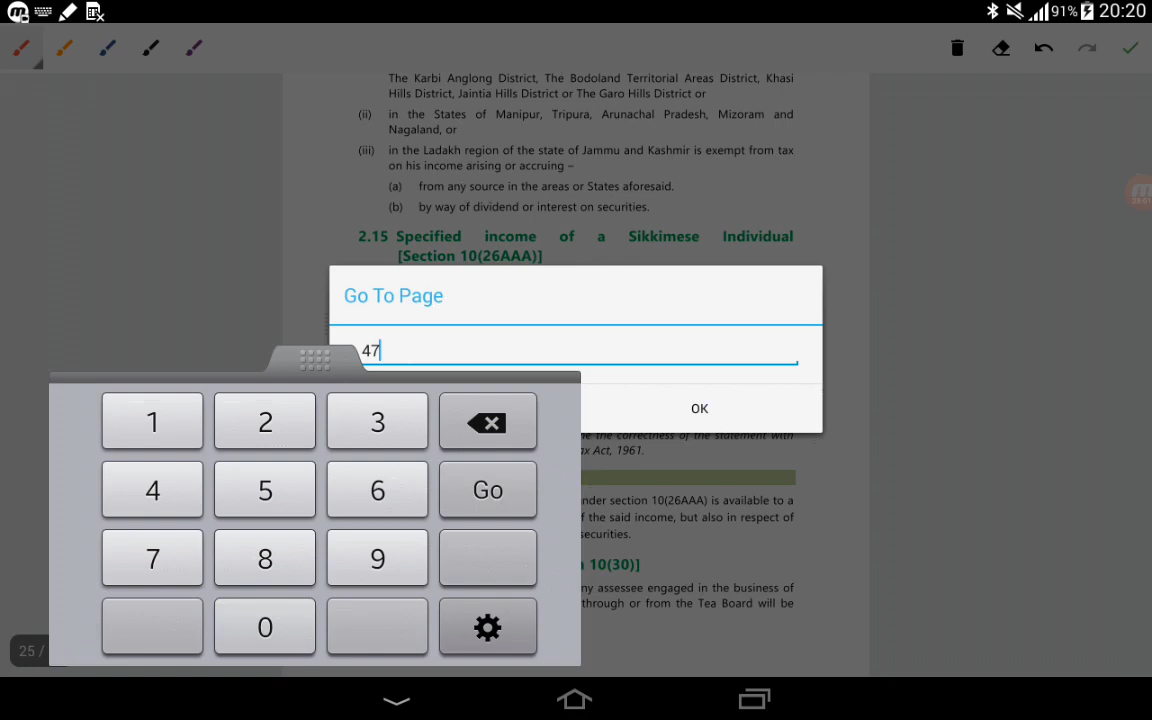 91% 20:20
The Karbi Anglong District, The Bodoland Territorial Areas District, Khasi
Hills District, Jaintia Hills District or The Garo Hills District or
(ii) in the States of Manipur, Tripura, Arunachal Pradesh, Mizoram and
Nagaland, or
(iii) in the Ladakh region of the state of Jammu and Kashmir is exempt from tax
on his income arising or accruing –
(a) from any source in the areas or States aforesaid.
(b) by way of dividend or interest on securities.
2.15 Specified income of a Sikkimese Individual
[Section 10(26AAA)]
Go To Page
47
OK
the correctness of the statement with
Act, 1961.
section 10(26AAA) is available to a
the said income, but also in respect of
securities.
10(30)]
assessee engaged in the business of
through or from the Tea Board will be
1 2 3
4 5 6 Go
7 8 9
0
25 /